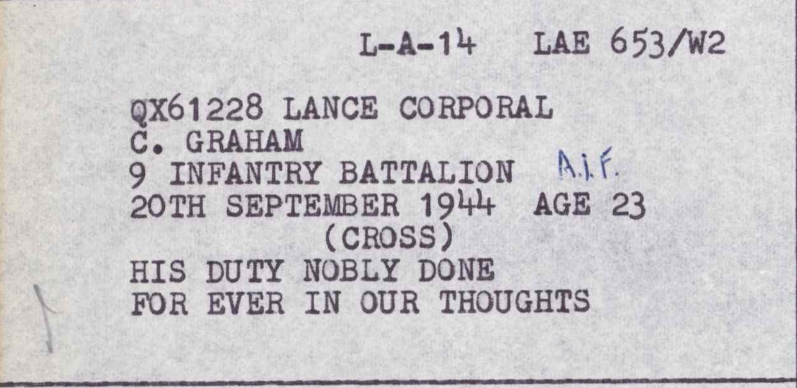 L-A-14 LAE 653/W2
QX61228 LANCE CORPORAL
C. GRAHAM
9 INFANTRY BATTALION A.I.F.
20TH SEPTEMBER 1944 AGE 23
(CROSS)
HIS DUTY NOBLY DONE
FOR EVER IN OUR THOUGHTS